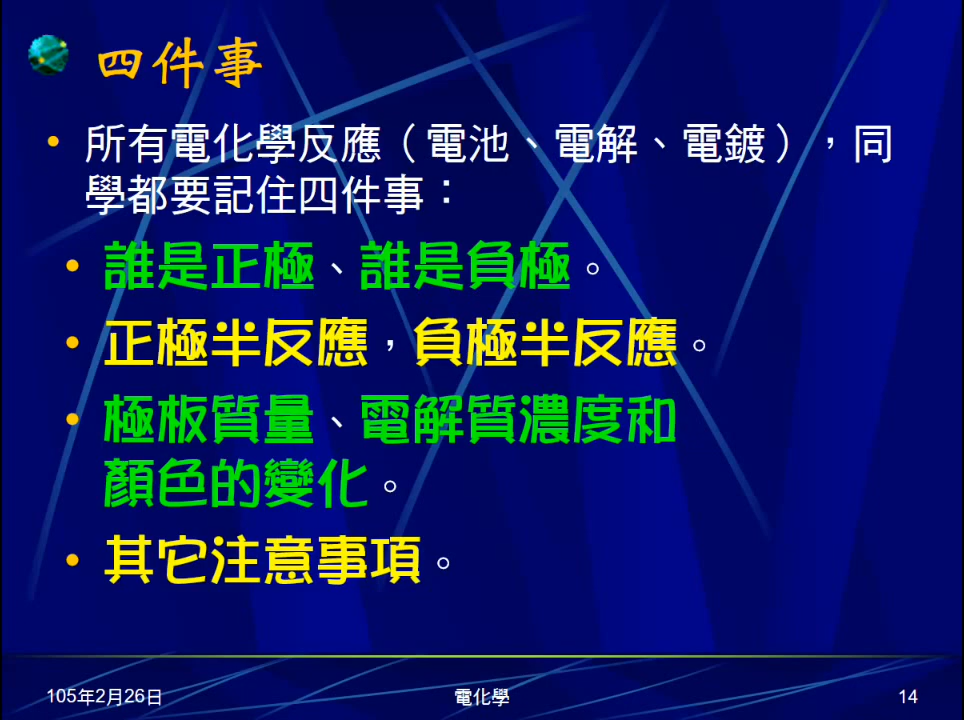 四件事
• 所有電化學反應（電池、電解、電鍍），同
學都要記住四件事：
• 誰是正極、誰是負極。
• 正極半反應，負極半反應。
• 極板質量、電解質濃度和
顏色的變化。
• 其它注意事項。
105年2月26日
電化學
14